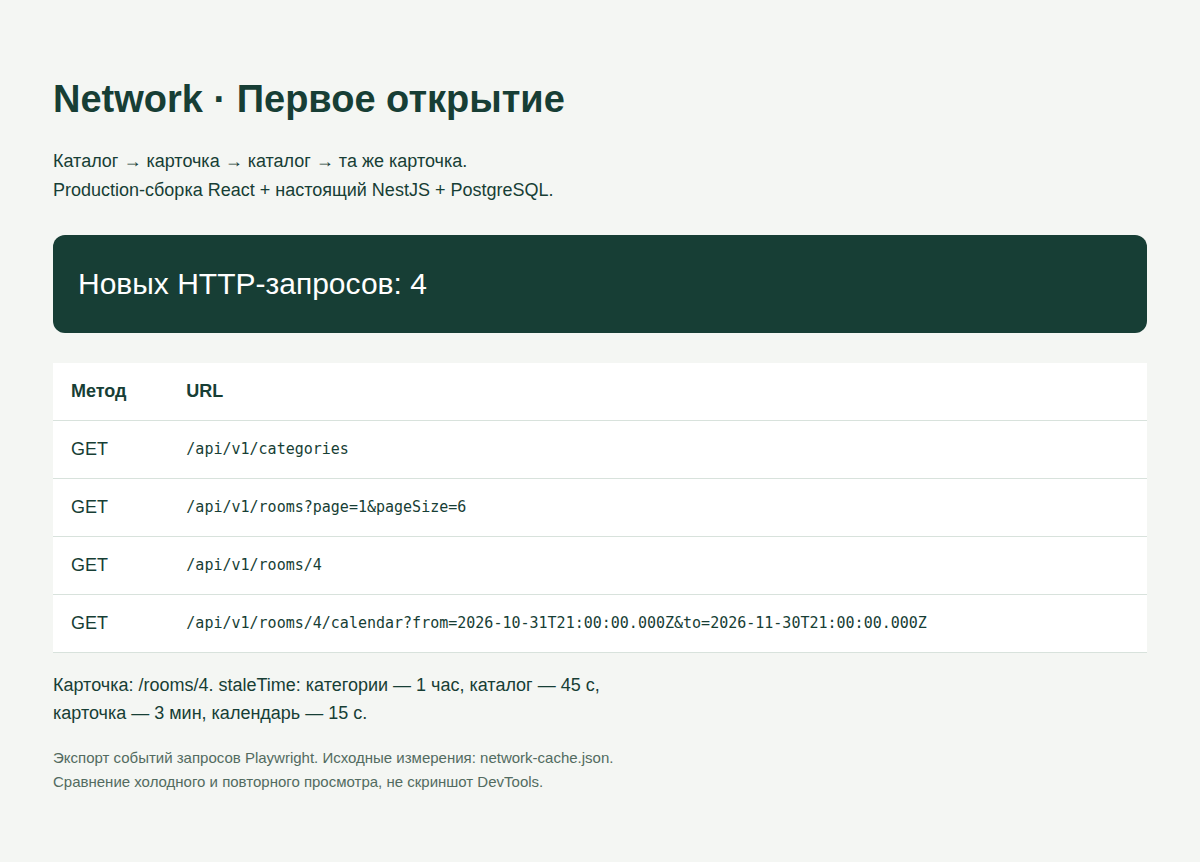 Network · Первое открытие
Каталог → карточка → каталог → та же карточка.
Production-сборка React + настоящий NestJS + PostgreSQL.
Новых HTTP-запросов: 4
Метод URL
GET /api/v1/categories
GET /api/v1/rooms?page=1&pageSize=6
GET /api/v1/rooms/4
GET /api/v1/rooms/4/calendar?from=2026-10-31T21:00:00.000Z&to=2026-11-30T21:00:00.000Z
Карточка: /rooms/4. staleTime: категории — 1 час, каталог — 45 с,
карточка — 3 мин, календарь — 15 с.
Экспорт событий запросов Playwright. Исходные измерения: network-cache.json.
Сравнение холодного и повторного просмотра, не скриншот DevTools.